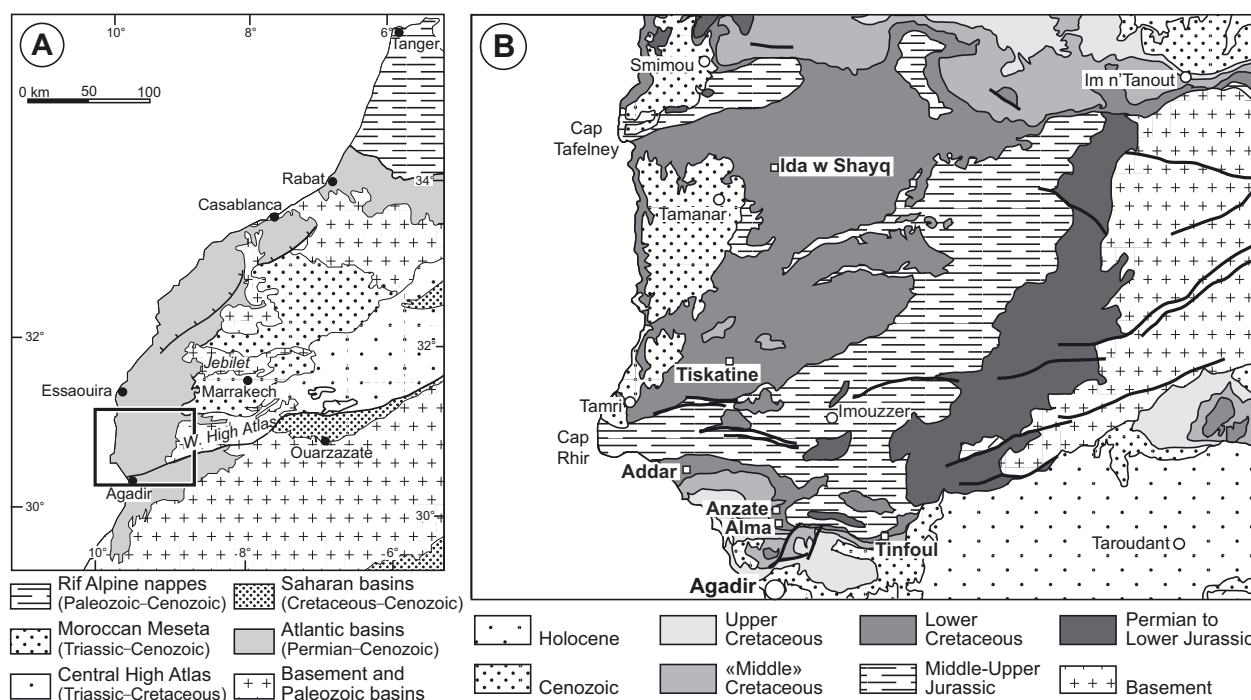 A
10°
8°
6°
Tanger
0 km 50 100
Rabat
34°
Casablanca
32°
32°
Jebilet
Essaouira
Marrakech
W. High Atlas
Ouarzazate
Agadir
30°
30°
10°
8°
6°
Rif Alpine nappes
(Paleozoic–Cenozoic)
Moroccan Meseta
(Triassic–Cenozoic)
Central High Atlas
(Triassic–Cretaceous)
Saharan basins
(Cretaceous–Cenozoic)
Atlantic basins
(Permian–Cenozoic)
Basement and
Paleozoic basins
B
Smimou
Im n'Tanout
Cap
Tafelney
Ida w Shayq
Tamanar
Tiskatine
Tamri
Imouzzer
Cap
Rhir
Addar
Anzate
Alma
Tinfoul
Taroudant
Agadir
Holocene
Cenozoic
Upper
Cretaceous
«Middle»
Cretaceous
Lower
Cretaceous
Middle-Upper
Jurassic
Permian to
Lower Jurassic
Basement